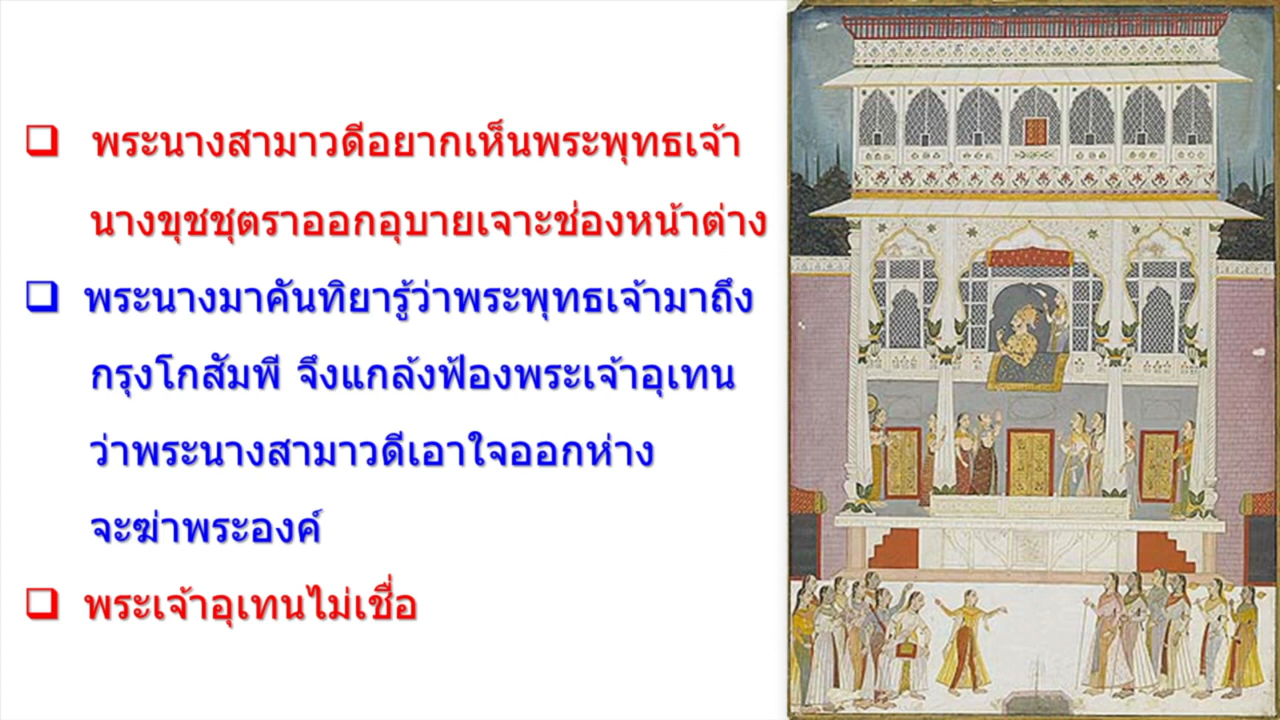 ❑ พระนางสามาวดีอยากเห็นพระพุทธเจ้า
นางขุชชุตราออกอุบายเจาะช่องหน้าต่าง
❑ พระนางมาคันทิยารู้ว่าพระพุทธเจ้ามาถึง
กรุงโกสัมพี จึงแกล้งฟ้องพระเจ้าอุเทน
ว่าพระนางสามาวดีเอาใจออกห่าง
จะฆ่าพระองค์
❑ พระเจ้าอุเทนไม่เชื่อ